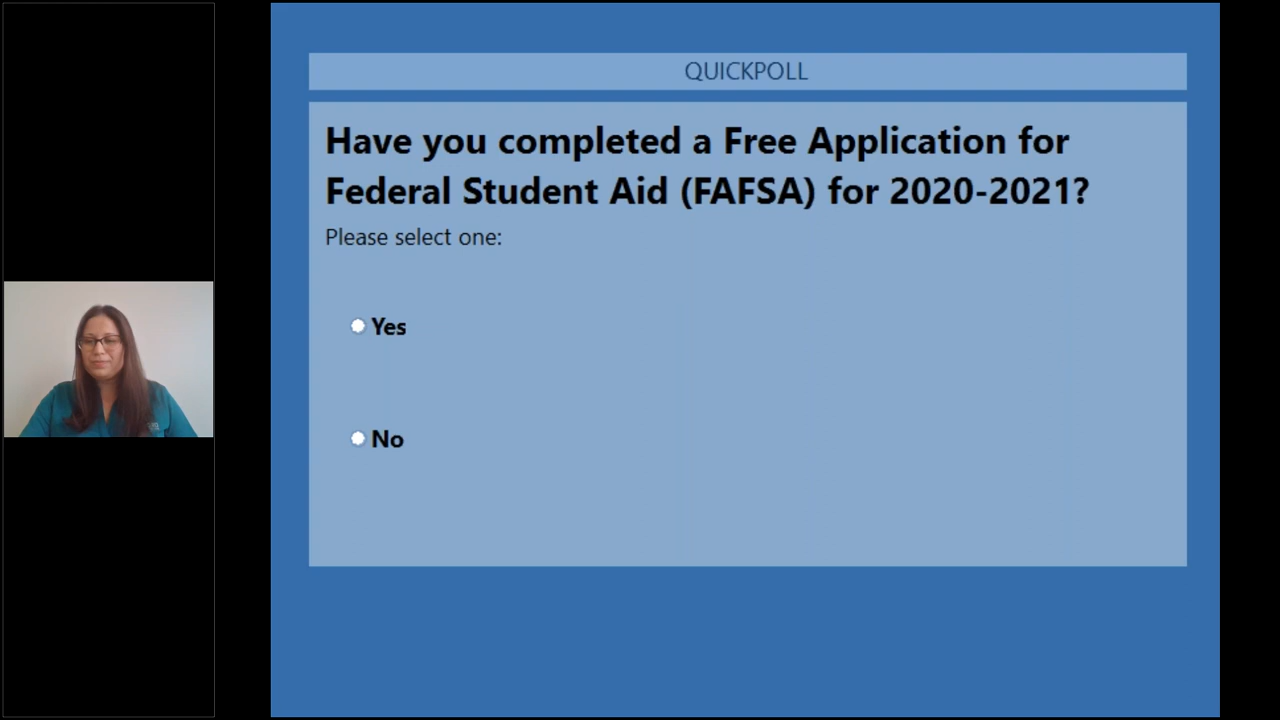 QUICKPOLL
Have you completed a Free Application for
Federal Student Aid (FAFSA) for 2020-2021?
Please select one:
Yes
No